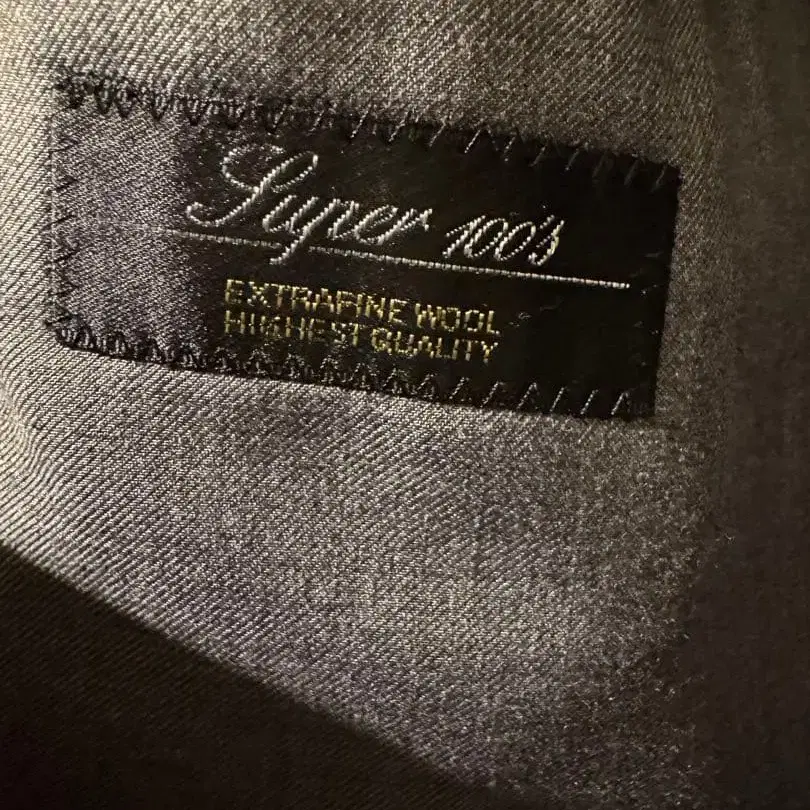 Super 100's
EXTRAFINE WOOL
HIGHEST QUALITY